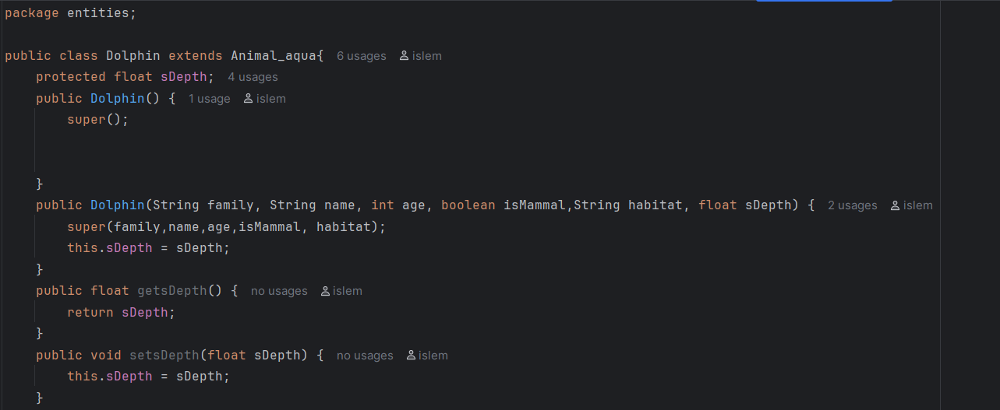 package entities;
public class Dolphin extends Animal_aqua{ 6 usages islem
protected float sDepth; 4 usages
public Dolphin() { 1 usage islem
super();
}
public Dolphin(String family, String name, int age, boolean isMammal,String habitat, float sDepth) { 2 usages islem
super(family,name,age,isMammal, habitat);
this.sDepth = sDepth;
}
public float getsDepth() { no usages islem
return sDepth;
}
public void setsDepth(float sDepth) { no usages islem
this.sDepth = sDepth;
}